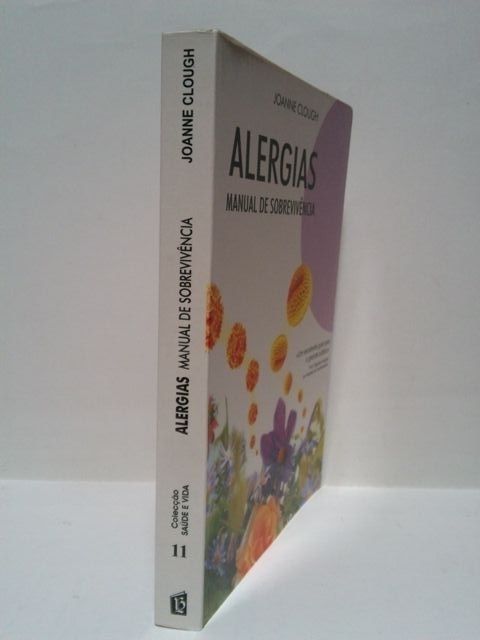 JOANNE CLOUGH
ALERGIAS MANUAL DE SOBREVIVÊNCIA
Colecção
SAÚDE E VIDA
11
JOANNE CLOUGH
ALERGIAS
MANUAL DE SOBREVIVÊNCIA